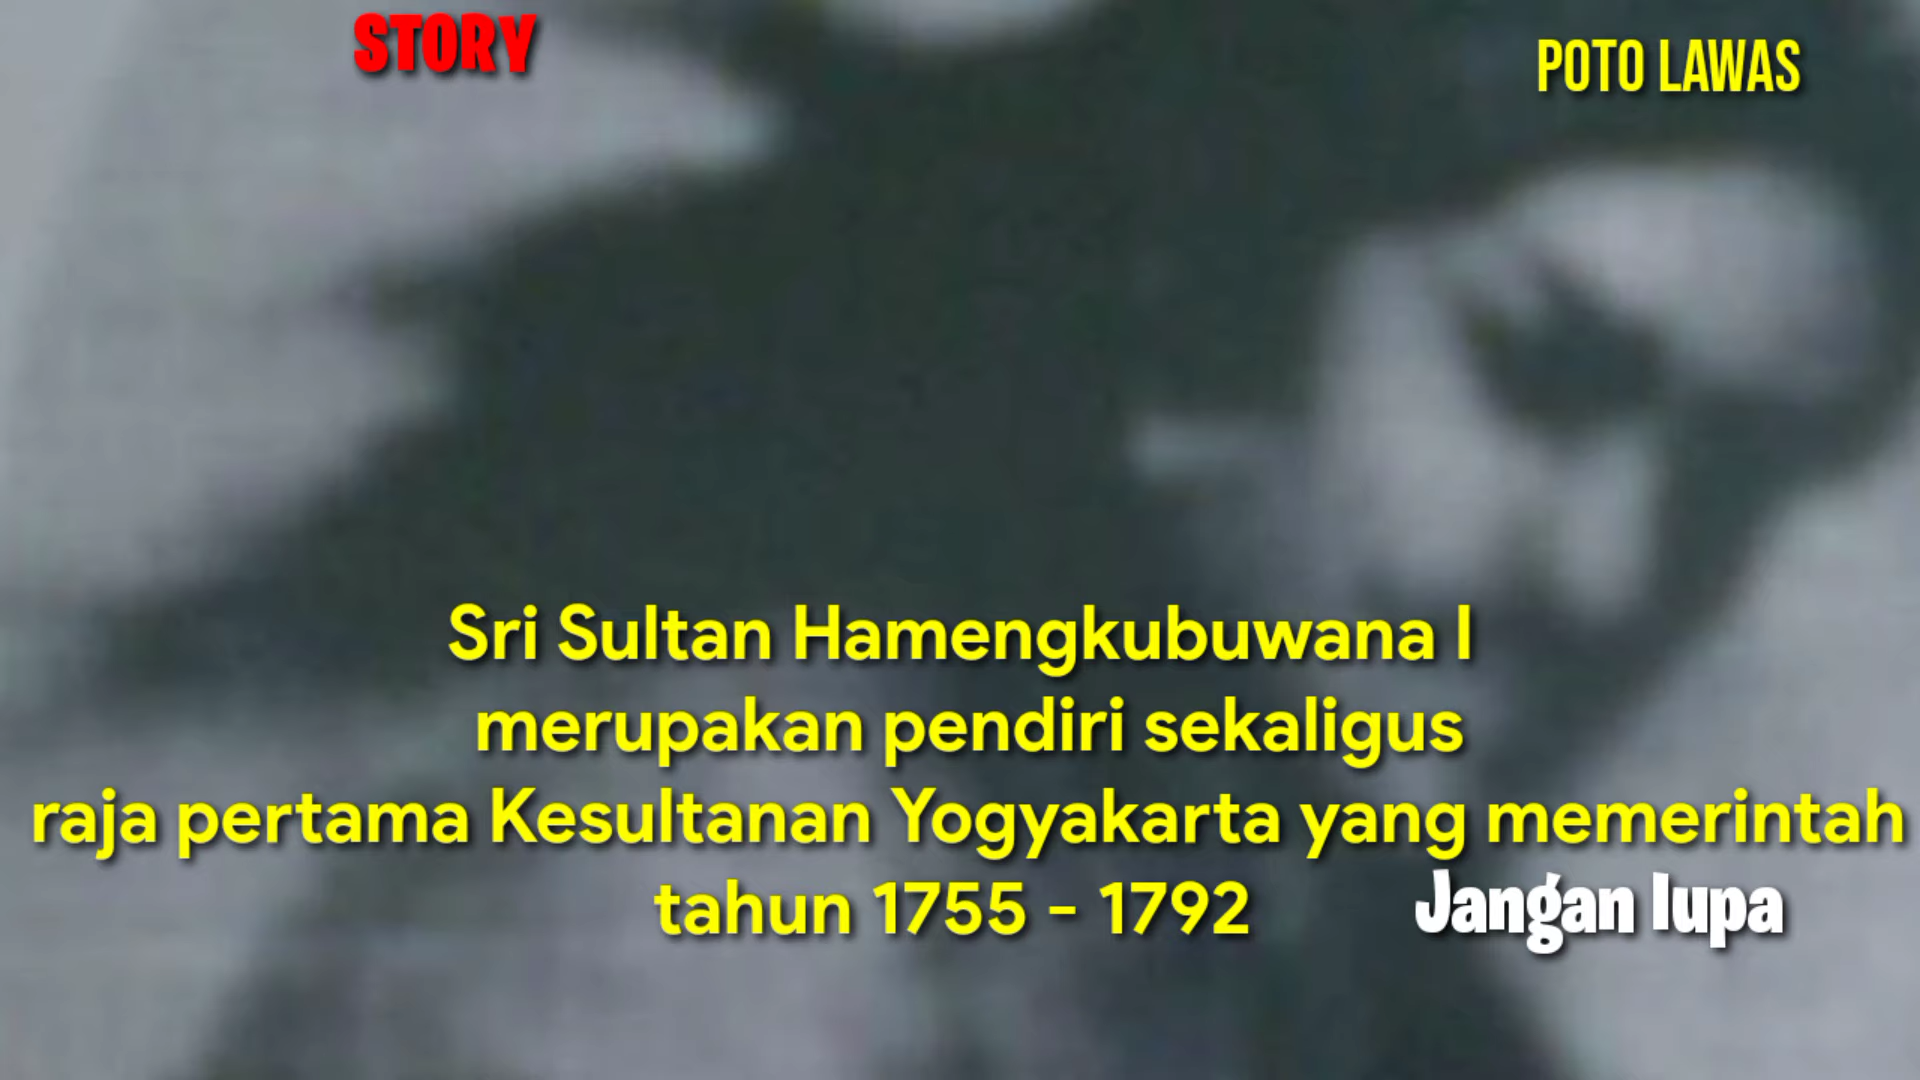 STORY
POTO LAWAS
Sri Sultan Hamengkubuwana I
merupakan pendiri sekaligus
raja pertama Kesultanan Yogyakarta yang memerintah
tahun 1755 - 1792
Jangan lupa